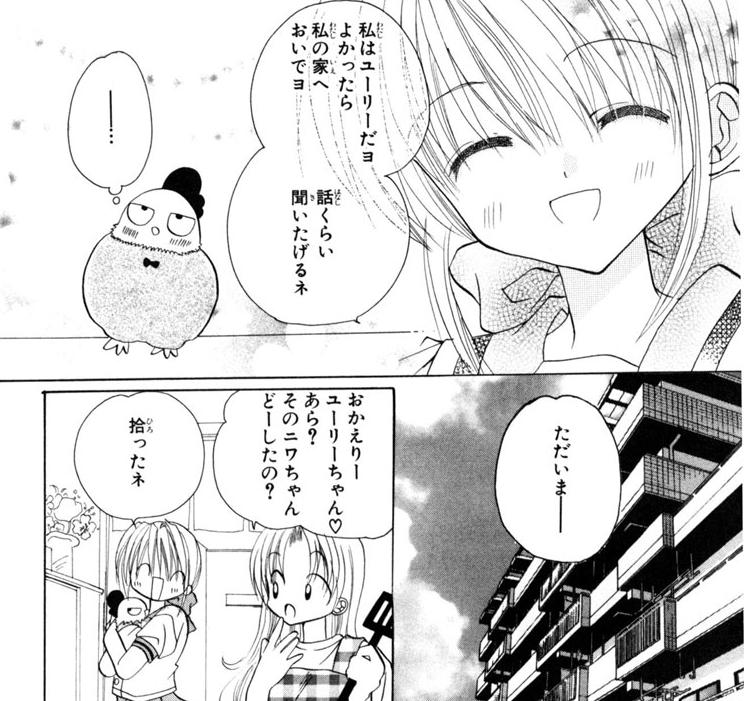 私はユーリーだヨ
よかったら
私の家へ
おいでヨ
話くらい
聞いたげるネ
――…
ただいま――
おかえりー
ユーリーちゃん♡
あら?
そのニワちゃん
どーしたの?
拾ったネ